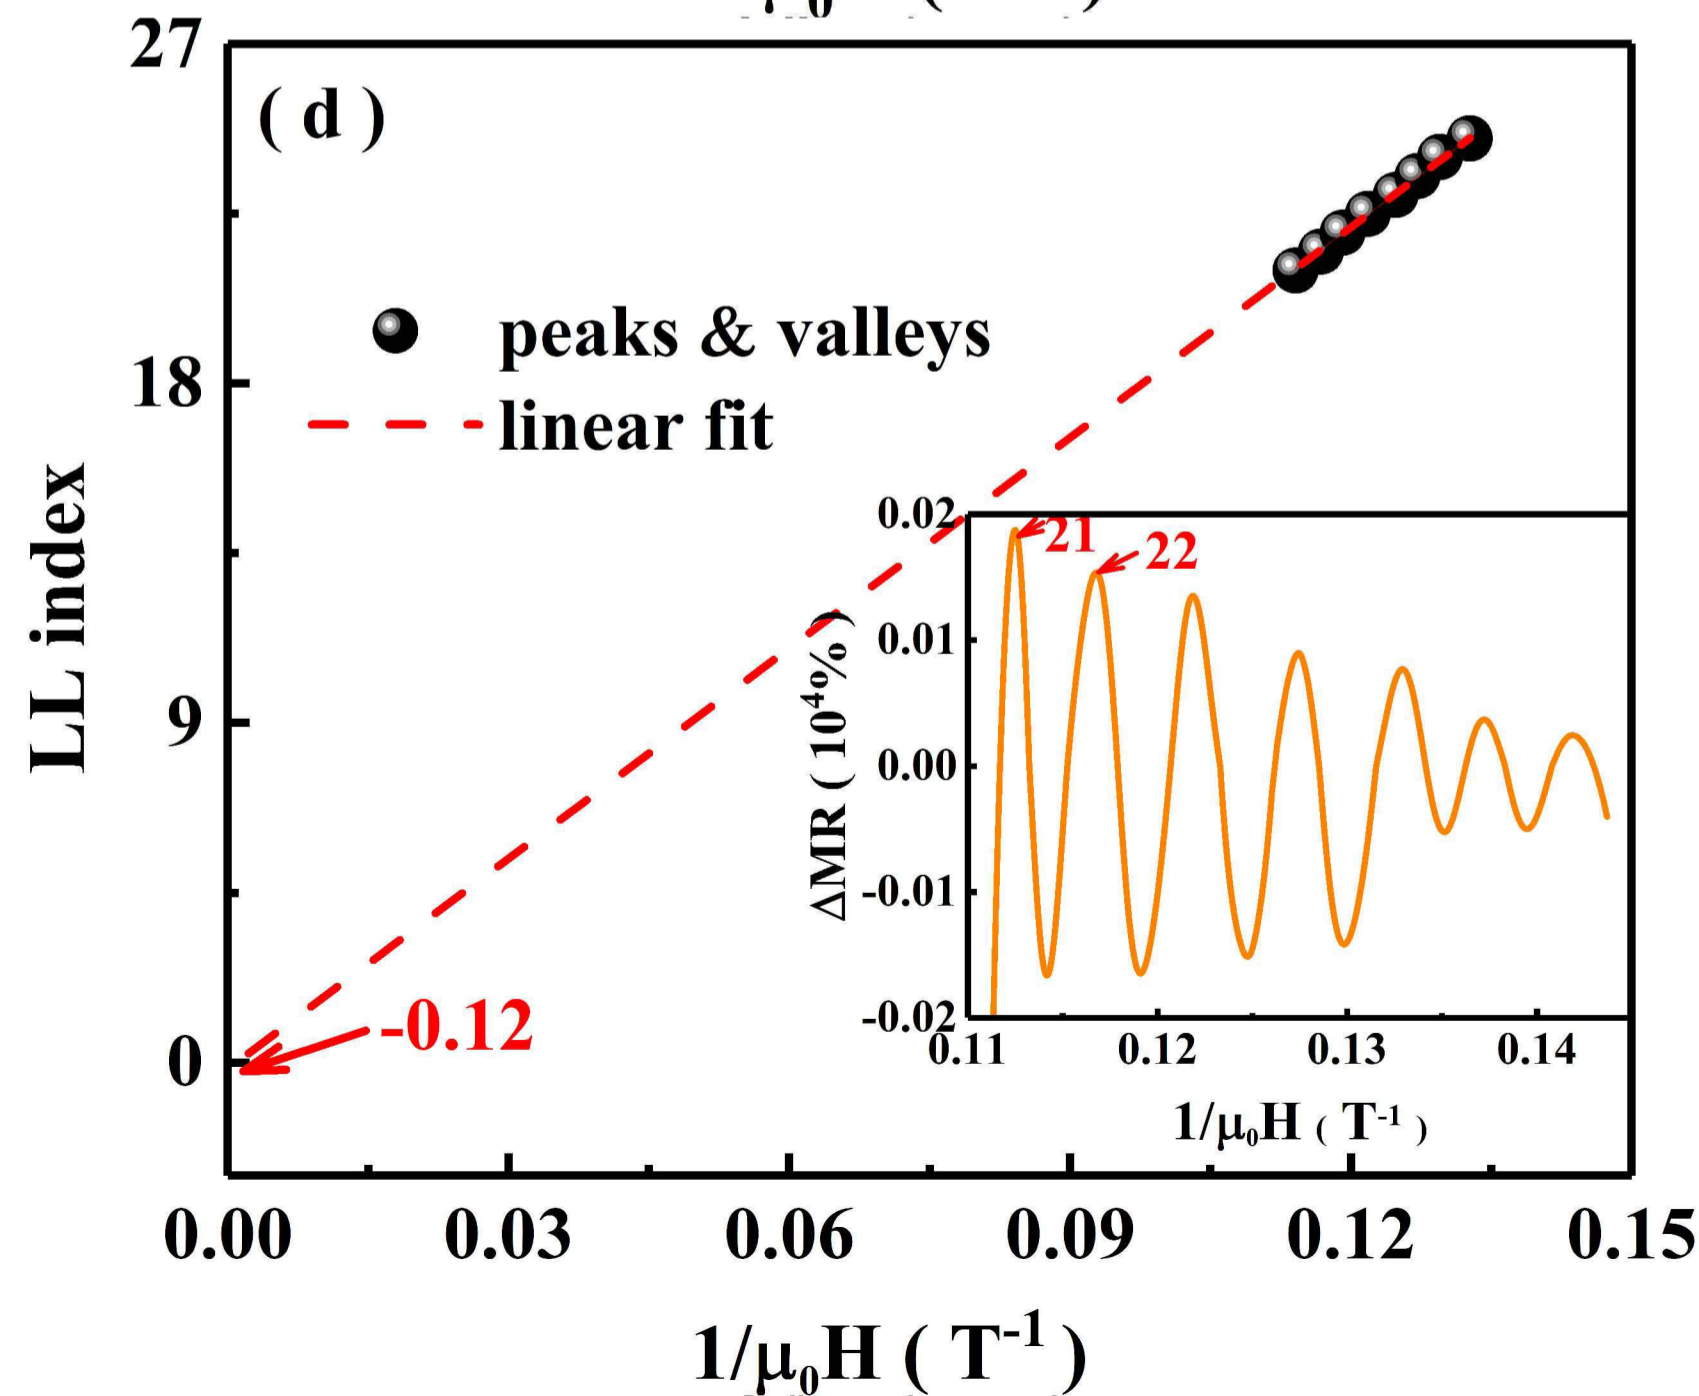 27
( d )
peaks & valleys
18
linear fit
LL index
9
0
-0.12
0.02
21
22
0.01
0.00
-0.01
-0.02
ΔMR ( 10⁴% )
0.11 0.12 0.13 0.14
1/μ₀H ( T⁻¹ )
0.00 0.03 0.06 0.09 0.12 0.15
1/μ₀H ( T⁻¹ )